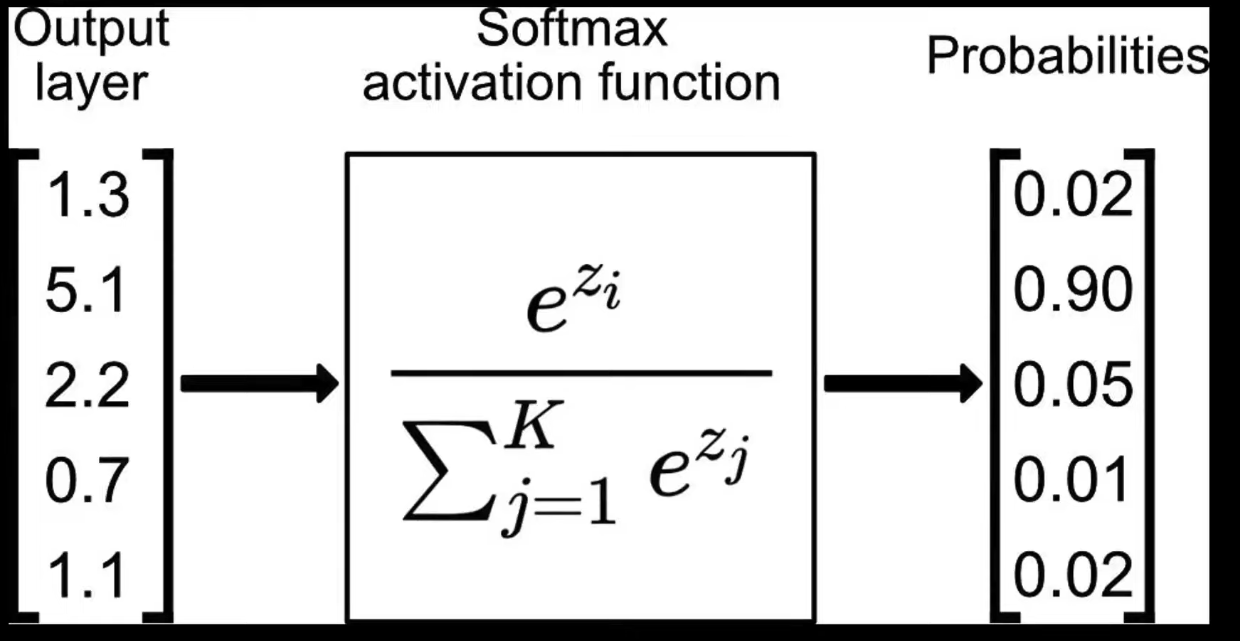 Output
layer
Softmax
activation function
Probabilities
1.3
5.1
2.2
0.7
1.1
e^{z_i}
\sum_{j=1}^{K} e^{z_j}
0.02
0.90
0.05
0.01
0.02